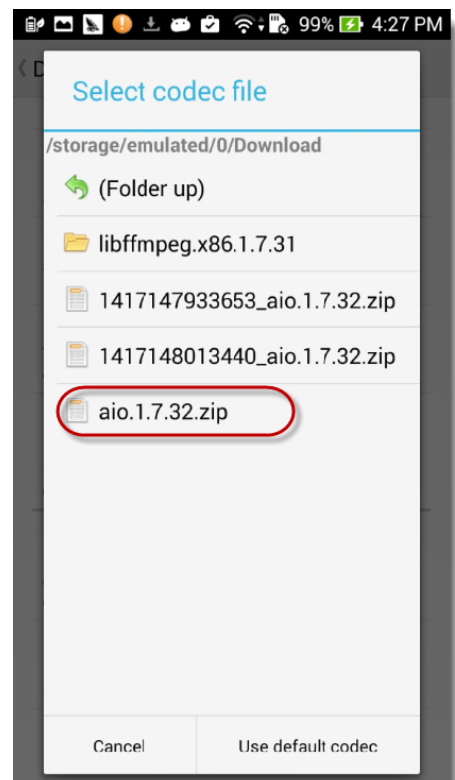 99% 4:27 PM
D
Select codec file
/storage/emulated/0/Download
(Folder up)
libffmpeg.x86.1.7.31
1417147933653_aio.1.7.32.zip
1417148013440_aio.1.7.32.zip
aio.1.7.32.zip
Cancel Use default codec